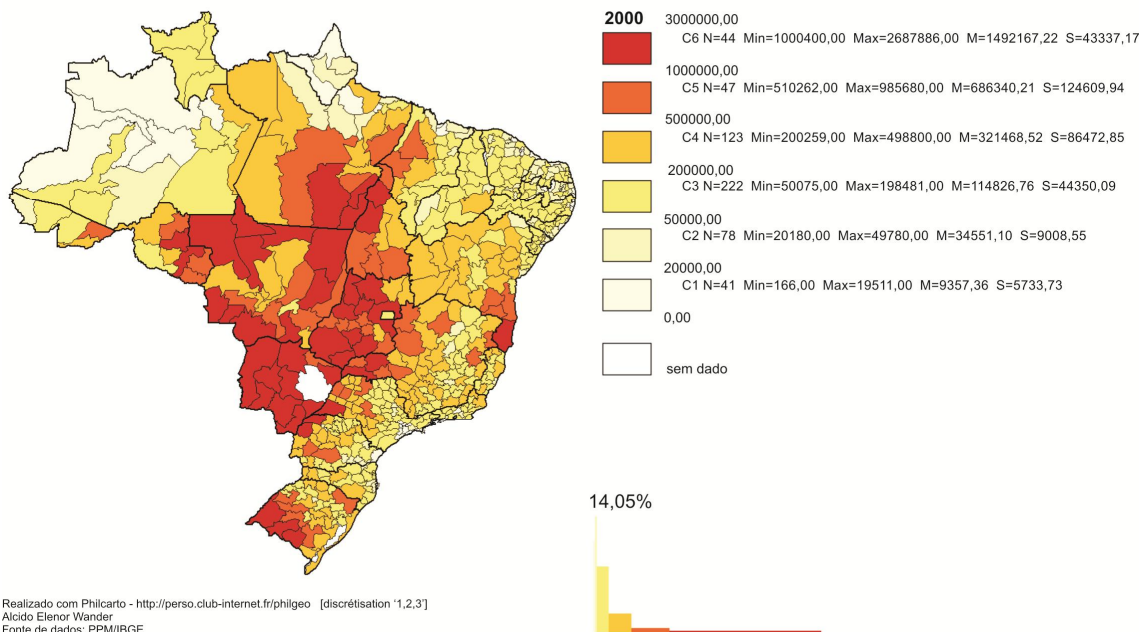 2000
3000000,00
C6 N=44 Min=1000400,00 Max=2687886,00 M=1492167,22 S=43337,17
1000000,00
C5 N=47 Min=510262,00 Max=985680,00 M=686340,21 S=124609,94
500000,00
C4 N=123 Min=200259,00 Max=498800,00 M=321468,52 S=86472,85
200000,00
C3 N=222 Min=50075,00 Max=198481,00 M=114826,76 S=44350,09
50000,00
C2 N=78 Min=20180,00 Max=49780,00 M=34551,10 S=9008,55
20000,00
C1 N=41 Min=166,00 Max=19511,00 M=9357,36 S=5733,73
0,00
sem dado
14,05%
Realizado com Philcarto - http://perso.club-internet.fr/philgeo [discrétisation '1,2,3']
Alcido Elenor Wander
Fonte de dados: PPM/IBGE